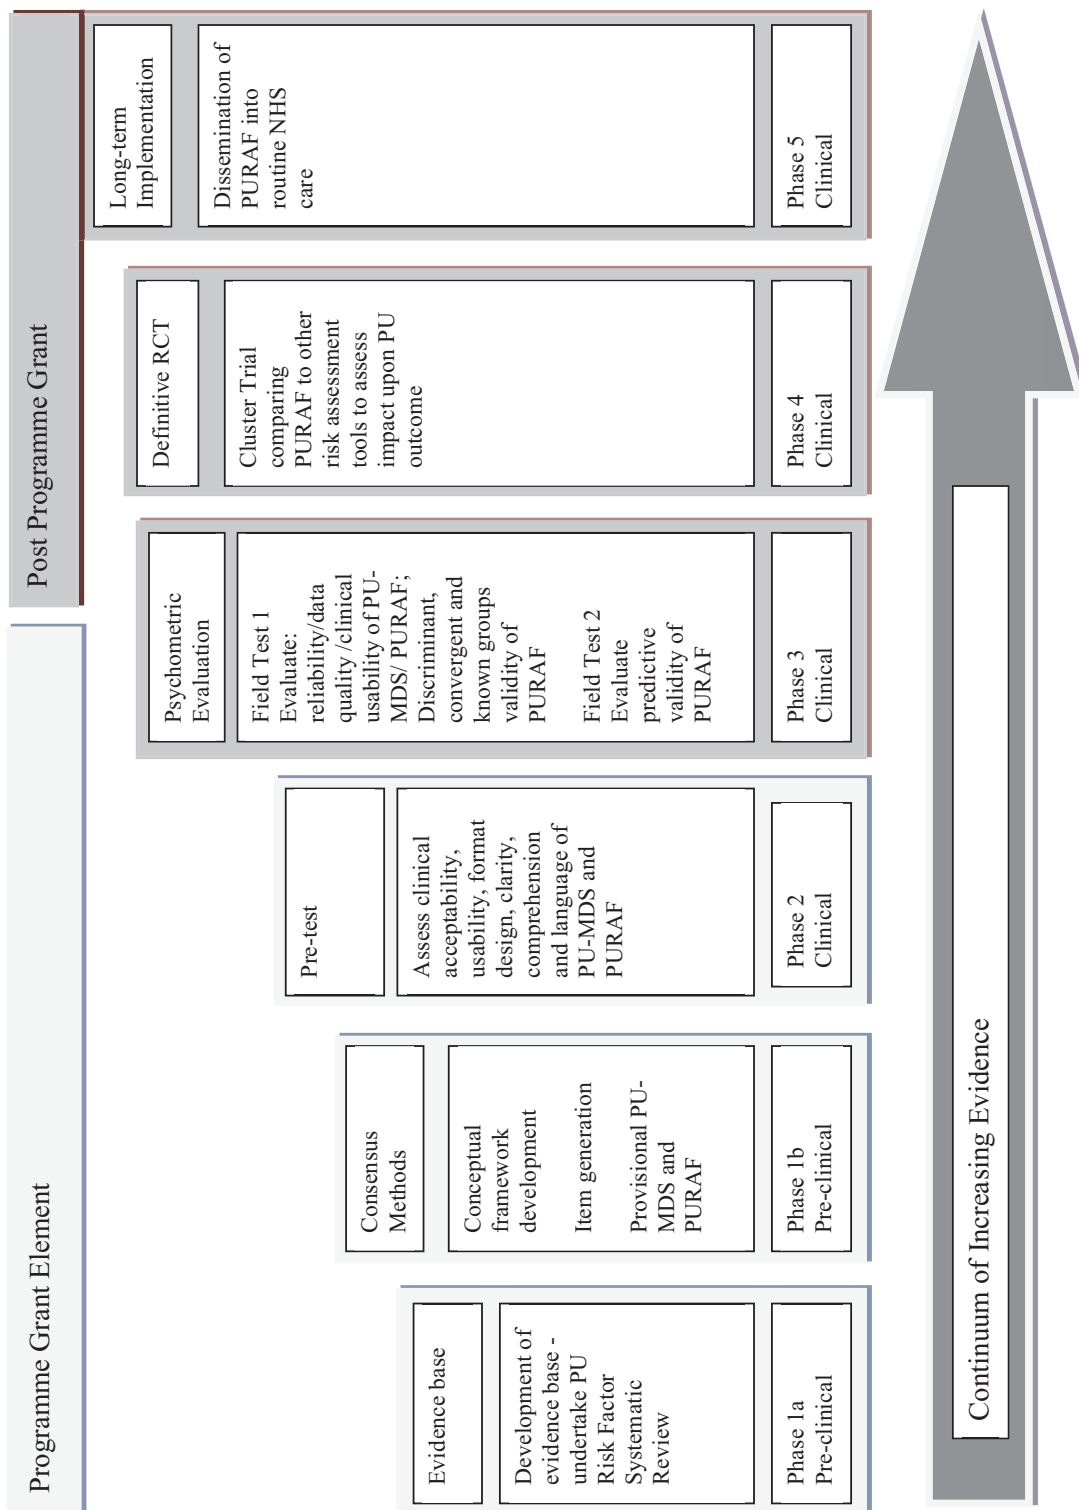 Programme Grant Element
Post Programme Grant
Evidence base
Development of
evidence base -
undertake PU
Risk Factor
Systematic
Review
Phase 1a
Pre-clinical
Consensus
Methods
Conceptual
framework
development
Item generation
Provisional PU-
MDS and
PURAF
Phase 1b
Pre-clinical
Pre-test
Assess clinical
acceptability,
usability, format
design, clarity,
comprehension
and language of
PU-MDS and
PURAF
Phase 2
Clinical
Psychometric
Evaluation
Field Test 1
Evaluate:
reliability/data
quality /clinical
usability of PU-
MDS/ PURAF;
Discriminant,
convergent and
known groups
validity of
PURAF
Field Test 2
Evaluate
predictive
validity of
PURAF
Phase 3
Clinical
Definitive RCT
Cluster Trial
comparing
PURAF to other
risk assessment
tools to assess
impact upon PU
outcome
Phase 4
Clinical
Long-term
Implementation
Dissemination of
PURAF into
routine NHS
care
Phase 5
Clinical
Continuum of Increasing Evidence